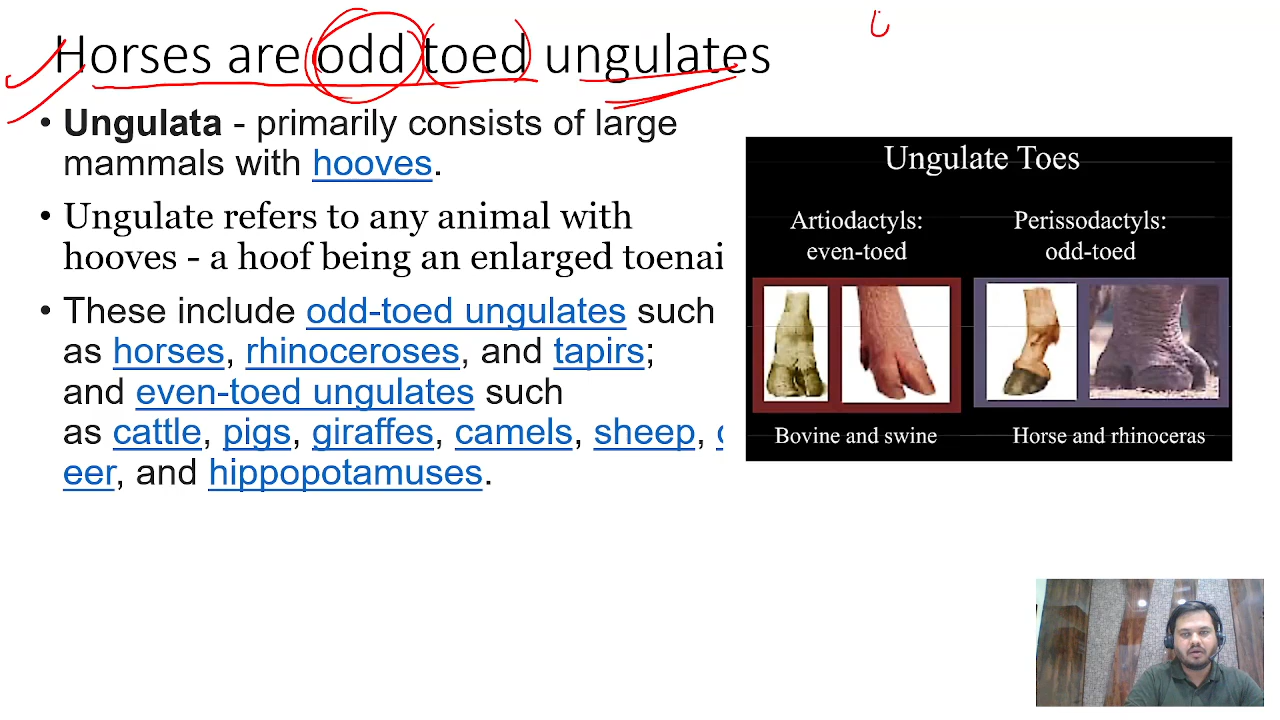 Horses are odd toed ungulates
• Ungulata - primarily consists of large
mammals with hooves.
• Ungulate refers to any animal with
hooves - a hoof being an enlarged toenai
• These include odd-toed ungulates such
as horses, rhinoceroses, and tapirs;
and even-toed ungulates such
as cattle, pigs, giraffes, camels, sheep,
eer, and hippopotamuses.
Ungulate Toes
Artiodactyls:
even-toed
Perissodactyls:
odd-toed
Bovine and swine
Horse and rhinoceras